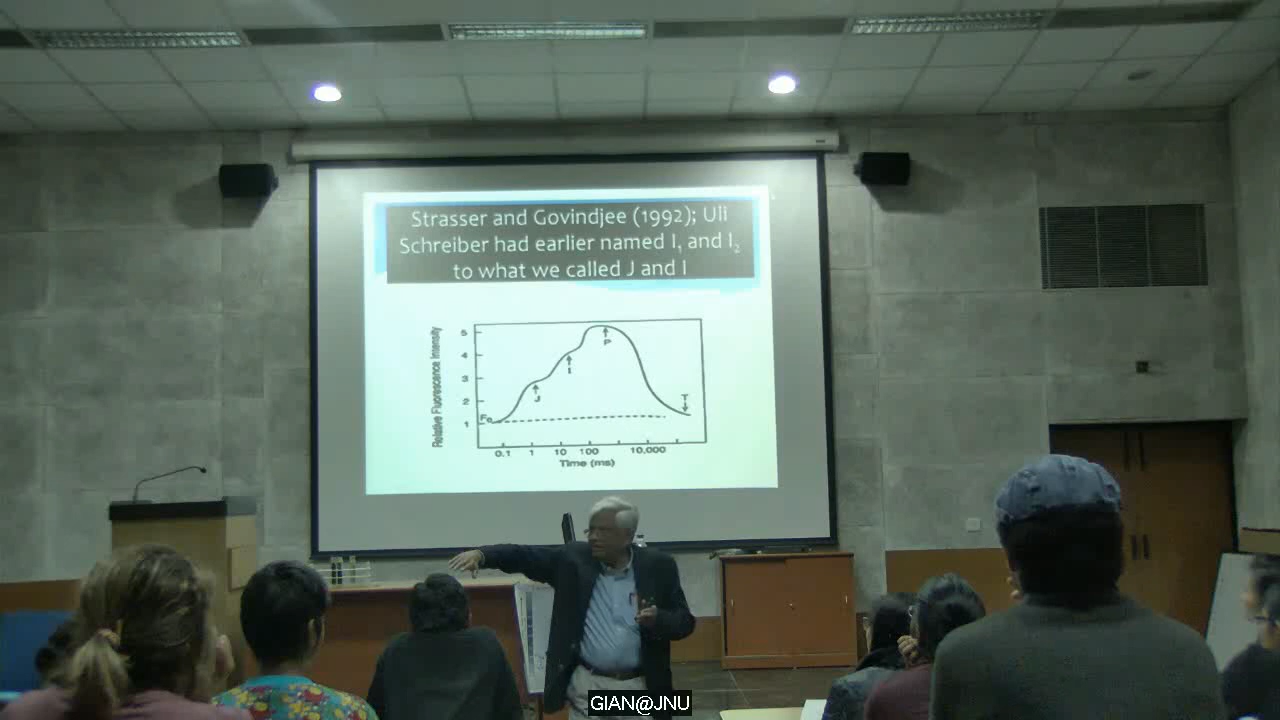 Strasser and Govindjee (1992); Uli
Schreiber had earlier named I1 and I2
to what we called J and I
Relative Fluorescence Intensity
5
4
3
2
1
Fo
J
I
P
T
0.1 1 10 100 10,000
Time (ms)
GIAN@JNU